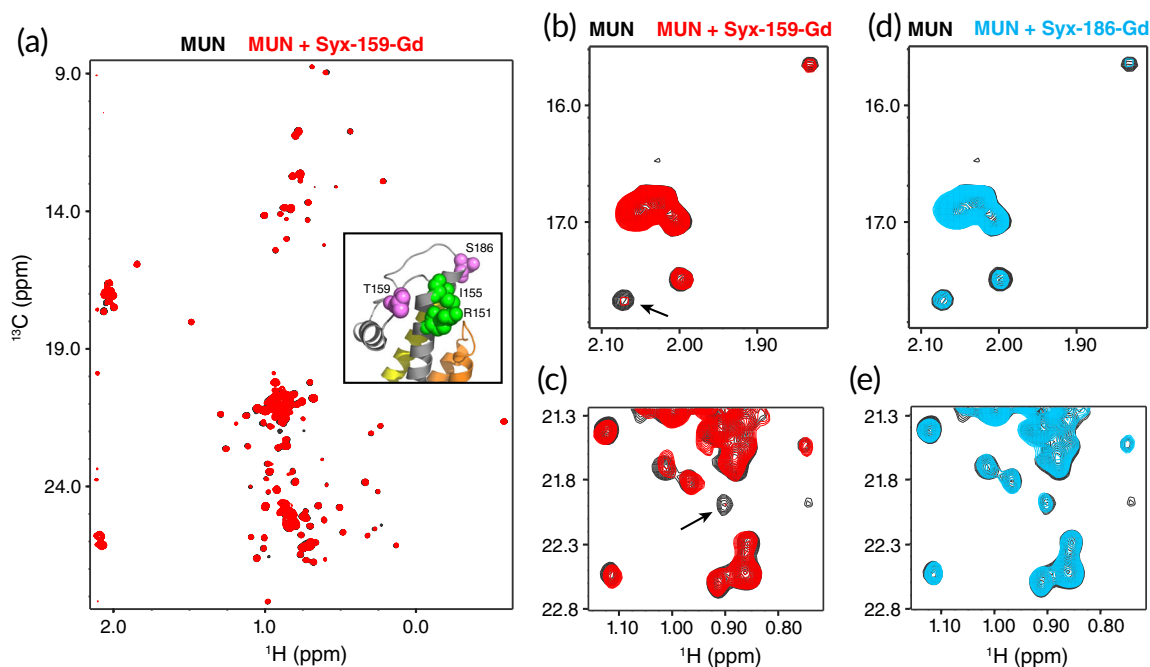 (a)
MUN MUN + Syx-159-Gd
9.0
14.0
19.0
24.0
13C (ppm)
2.0 1.0 0.0
1H (ppm)
S186
T159
I155
R151
(b)
MUN MUN + Syx-159-Gd
16.0
17.0
2.10 2.00 1.90
(c)
21.3
21.8
22.3
22.8
1.10 1.00 0.90 0.80
1H (ppm)
(d)
MUN MUN + Syx-186-Gd
16.0
17.0
2.10 2.00 1.90
(e)
21.3
21.8
22.3
22.8
1.10 1.00 0.90 0.80
1H (ppm)